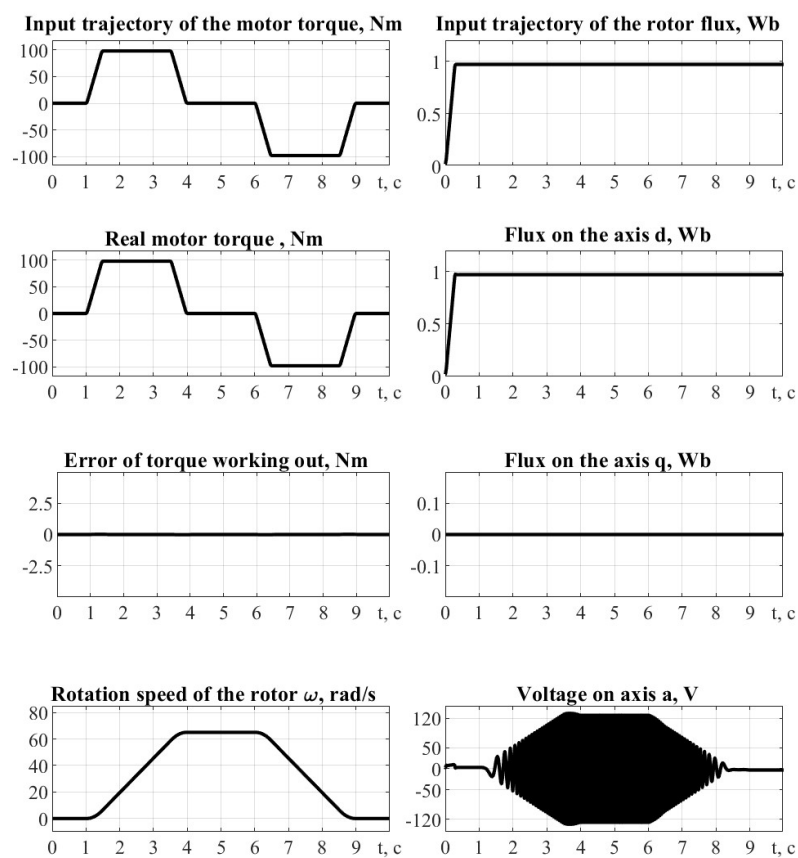 Input trajectory of the motor torque, Nm
100
50
0
-50
-100
0 1 2 3 4 5 6 7 8 9 t, c
Input trajectory of the rotor flux, Wb
1
0.5
0
0 1 2 3 4 5 6 7 8 9 t, c
Real motor torque , Nm
100
50
0
-50
-100
0 1 2 3 4 5 6 7 8 9 t, c
Flux on the axis d, Wb
1
0.5
0
0 1 2 3 4 5 6 7 8 9 t, c
Error of torque working out, Nm
2.5
0
-2.5
0 1 2 3 4 5 6 7 8 9 t, c
Flux on the axis q, Wb
0.1
0
-0.1
0 1 2 3 4 5 6 7 8 9 t, c
Rotation speed of the rotor ω, rad/s
80
60
40
20
0
0 1 2 3 4 5 6 7 8 9 t, c
Voltage on axis a, V
120
50
0
-50
-120
0 1 2 3 4 5 6 7 8 9 t, c